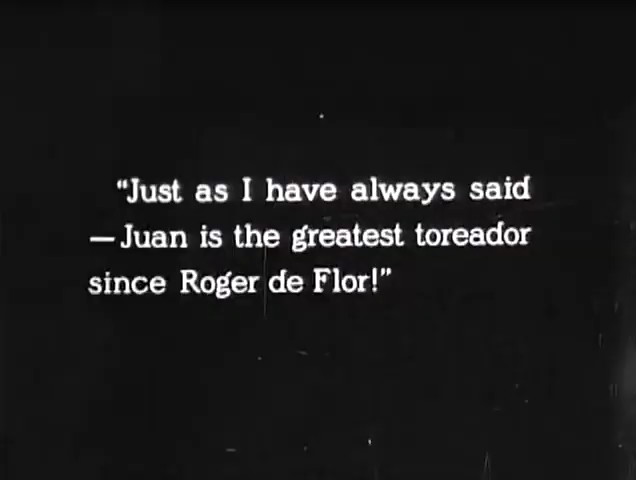 "Just as I have always said
—Juan is the greatest toreador
since Roger de Flor!"